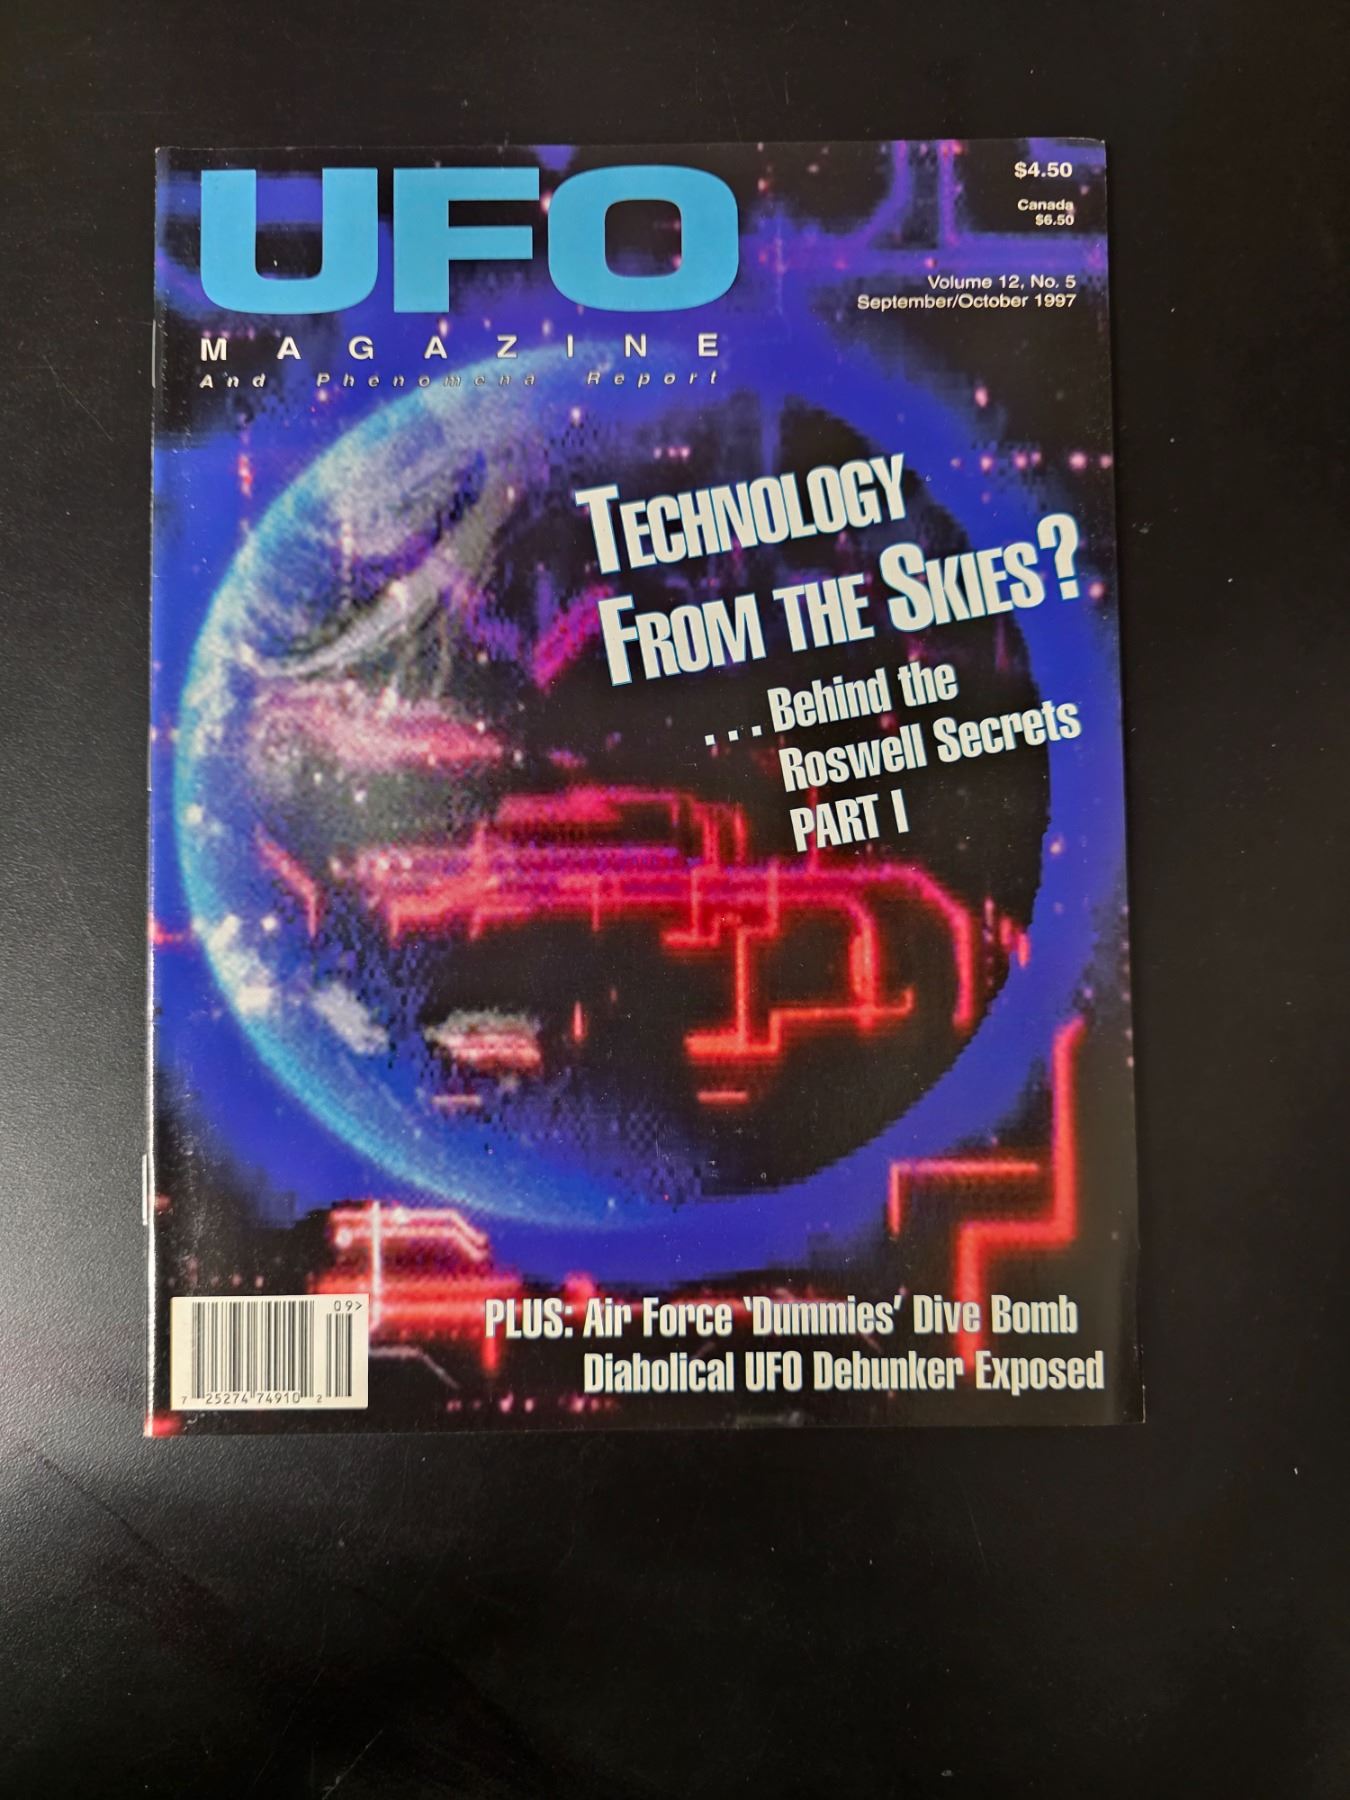 UFO
MAGAZINE
And Phenomena Report
$4.50
Canada
$6.50
Volume 12, No. 5
September/October 1997
TECHNOLOGY
FROM THE SKIES?
...Behind the
Roswell Secrets
PART I
PLUS: Air Force 'Dummies' Dive Bomb
Diabolical UFO Debunker Exposed
09>
7 25274 74910 2